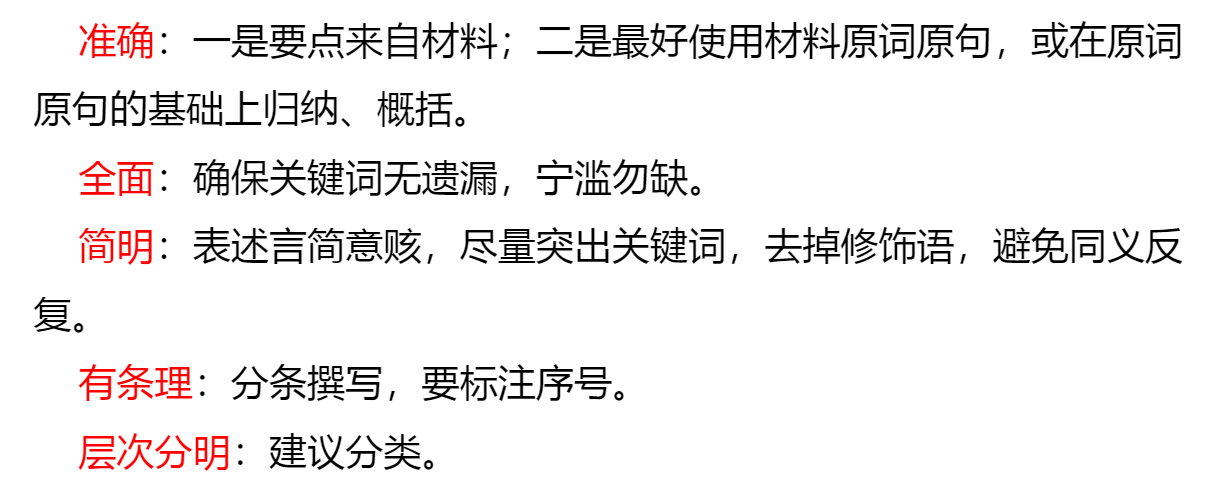 准确：一是要点来自材料；二是最好使用材料原词原句，或在原词
原句的基础上归纳、概括。
全面：确保关键词无遗漏，宁滥勿缺。
简明：表述言简意赅，尽量突出关键词，去掉修饰语，避免同义反
复。
有条理：分条撰写，要标注序号。
层次分明：建议分类。